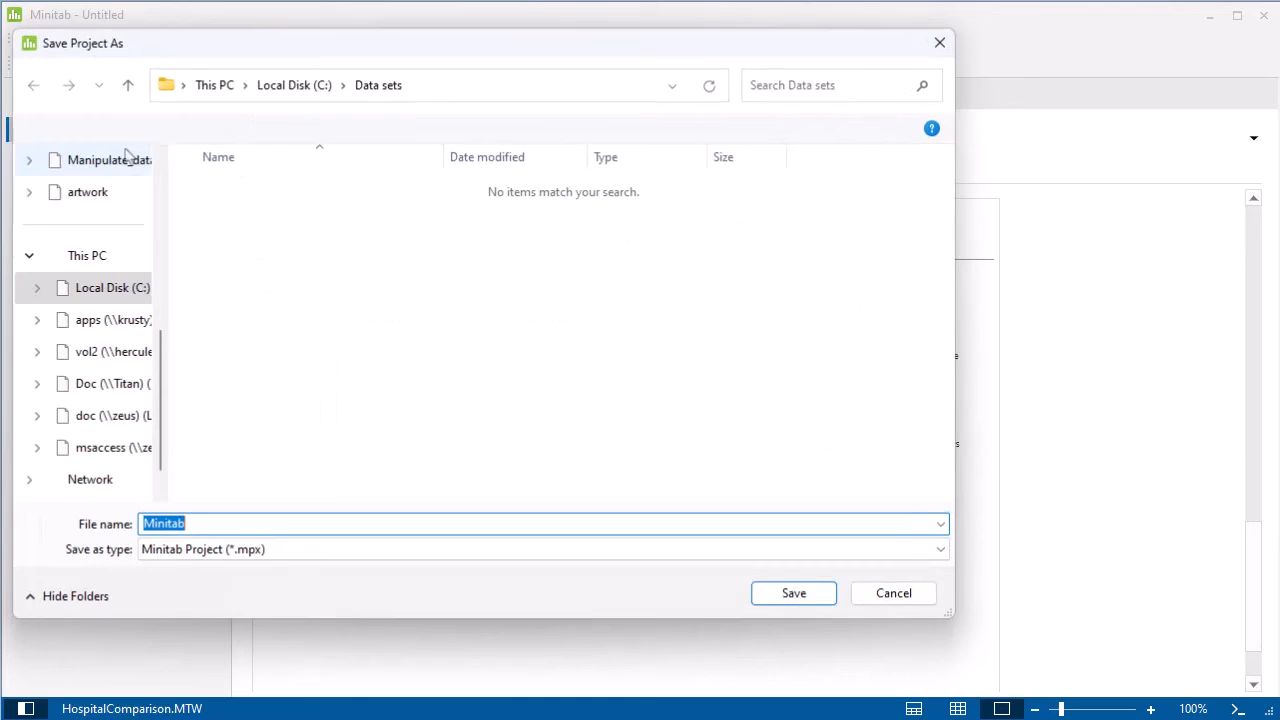 Minitab - Untitled
Save Project As
This PC
Local Disk (C:)
Data sets
Search Data sets
Name
Date modified
Type
Size
No items match your search.
Manipulate_data
artwork
This PC
Local Disk (C:)
apps (\\krusty)
vol2 (\\hercule
Doc (\\Titan) (
doc (\\zeus) (L
msaccess (\\ze
Network
File name:
Minitab
Save as type:
Minitab Project (*.mpx)
Hide Folders
Save
Cancel
HospitalComparison.MTW
100%